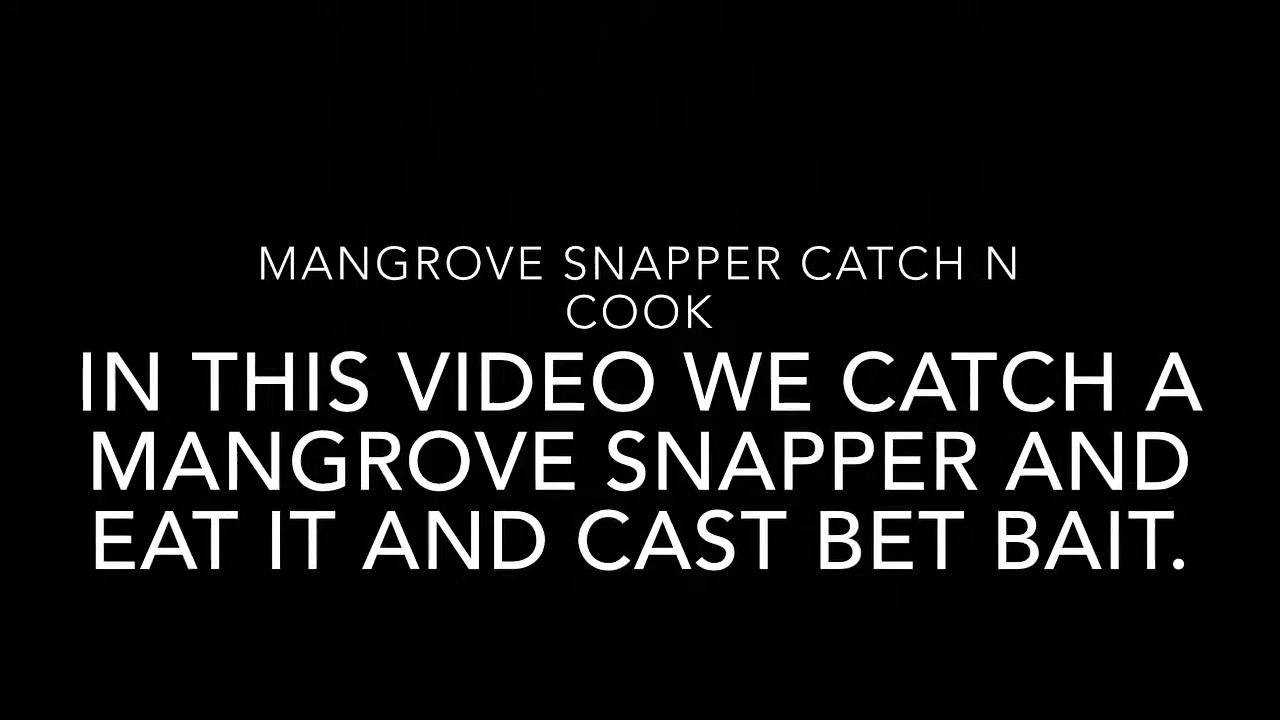 MANGROVE SNAPPER CATCH N
COOK
IN THIS VIDEO WE CATCH A
MANGROVE SNAPPER AND
EAT IT AND CAST BET BAIT.